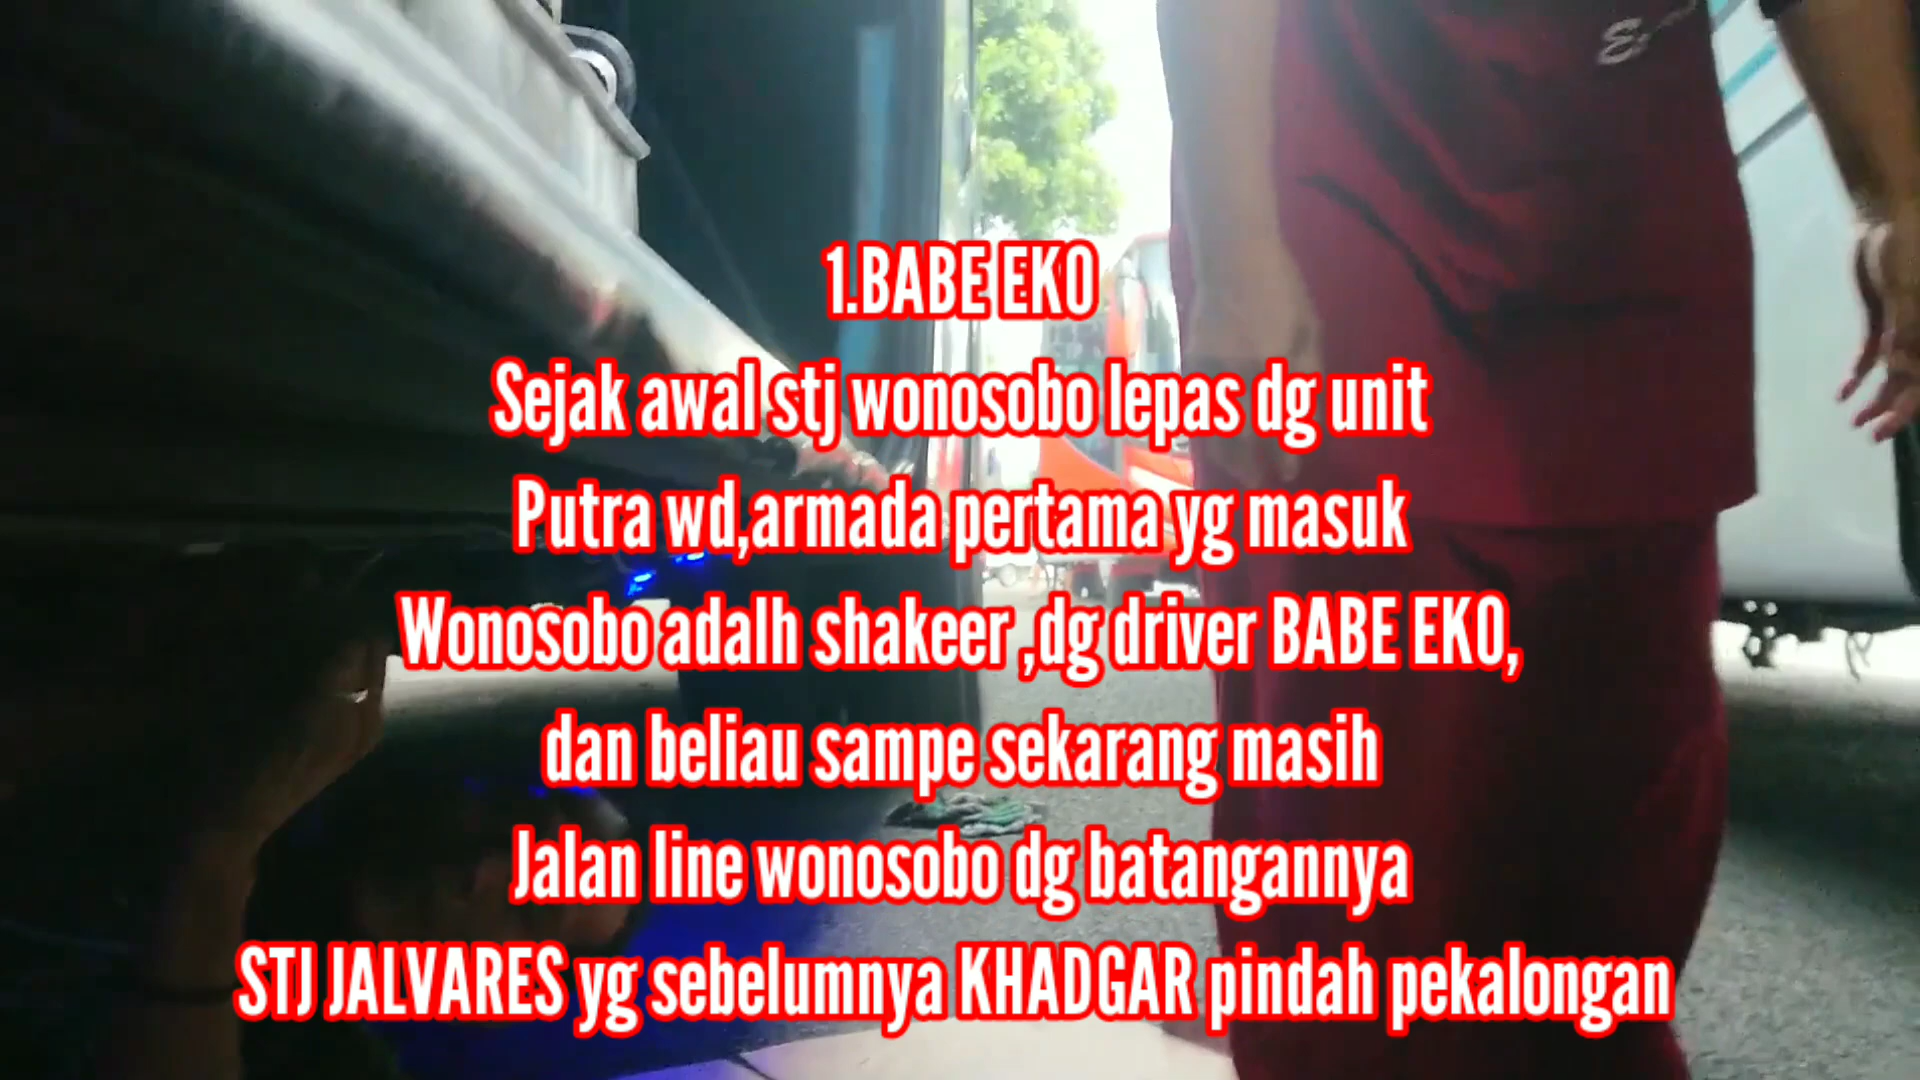 1.BABE EKO
Sejak awal stj wonosobo lepas dg unit
Putra wd,armada pertama yg masuk
Wonosobo adalh shakeer ,dg driver BABE EKO,
dan beliau sampe sekarang masih
Jalan line wonosobo dg batangannya
STJ JALVARES yg sebelumnya KHADGAR pindah pekalongan